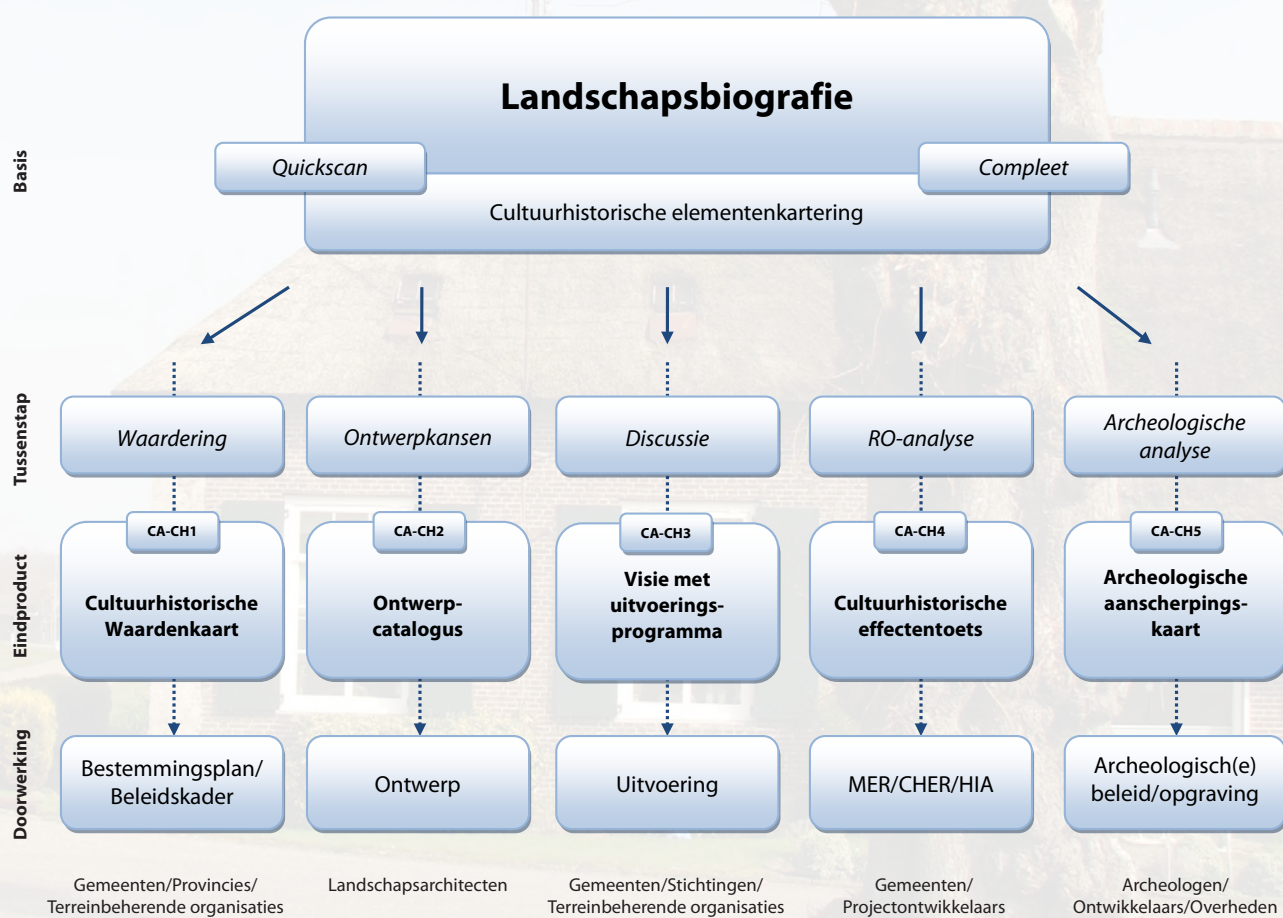 Landschapsbiografie
Basis
Quickscan
Compleet
Cultuurhistorische elementenkartering
Tussenstap
Waardering
Ontwerpkansen
Discussie
RO-analyse
Archeologische
analyse
Eindproduct
CA-CH1
Cultuurhistorische
Waardenkaart
CA-CH2
Ontwerp-
catalogus
CA-CH3
Visie met
uitvoerings-
programma
CA-CH4
Cultuurhistorische
effectentoets
CA-CH5
Archeologische
aanscherpings-
kaart
Doorwerking
Bestemmingsplan/
Beleidskader
Ontwerp
Uitvoering
MER/CHER/HIA
Archeologisch(e)
beleid/opgraving
Gemeenten/Provincies/
Terreinbeherende organisaties
Landschapsarchitecten
Gemeenten/Stichtingen/
Terreinbeherende organisaties
Gemeenten/
Projectontwikkelaars
Archeologen/
Ontwikkelaars/Overheden